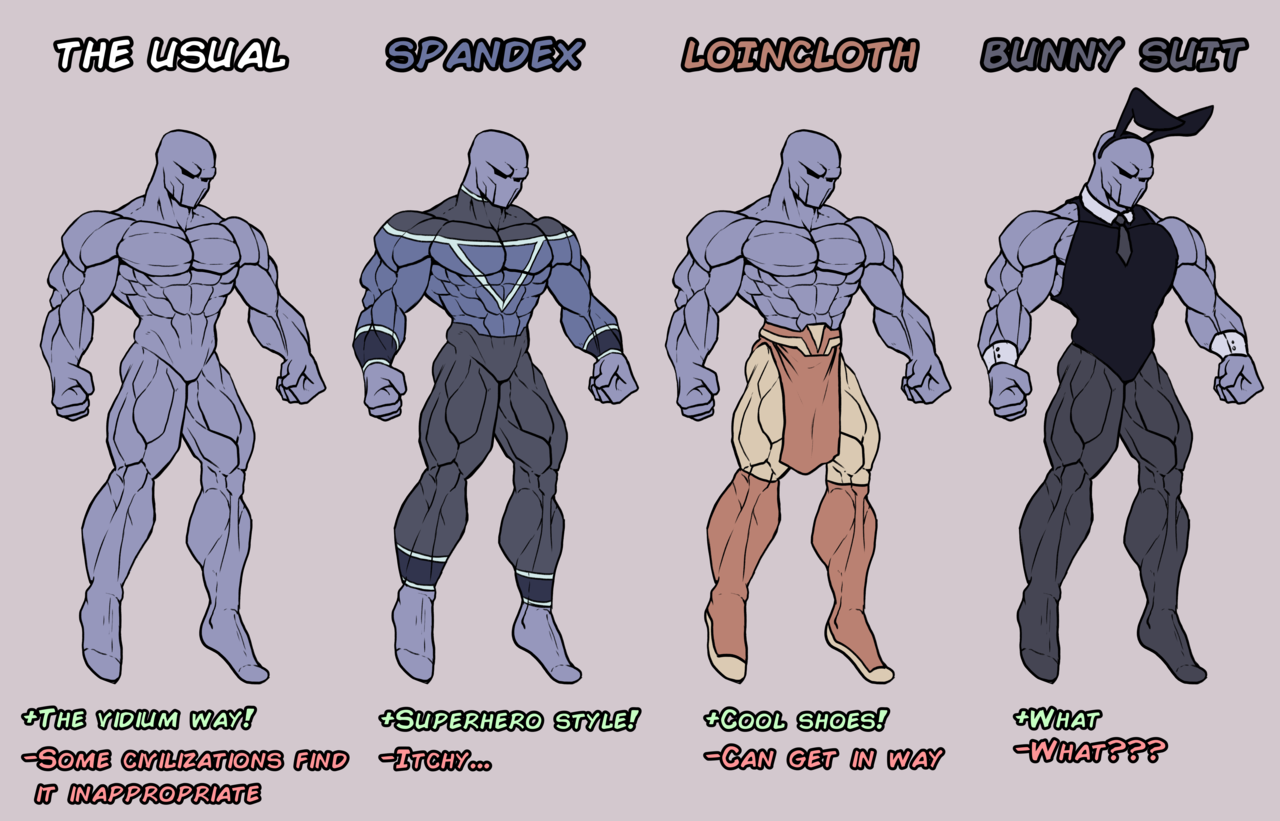 THE USUAL
SPANDEX
LOINCLOTH
BUNNY SUIT
+THE VIDIUM WAY!
-SOME CIVILIZATIONS FIND
IT INAPPROPRIATE
+SUPERHERO STYLE!
-ITCHY...
+COOL SHOES!
-CAN GET IN WAY
+WHAT
-WHAT???